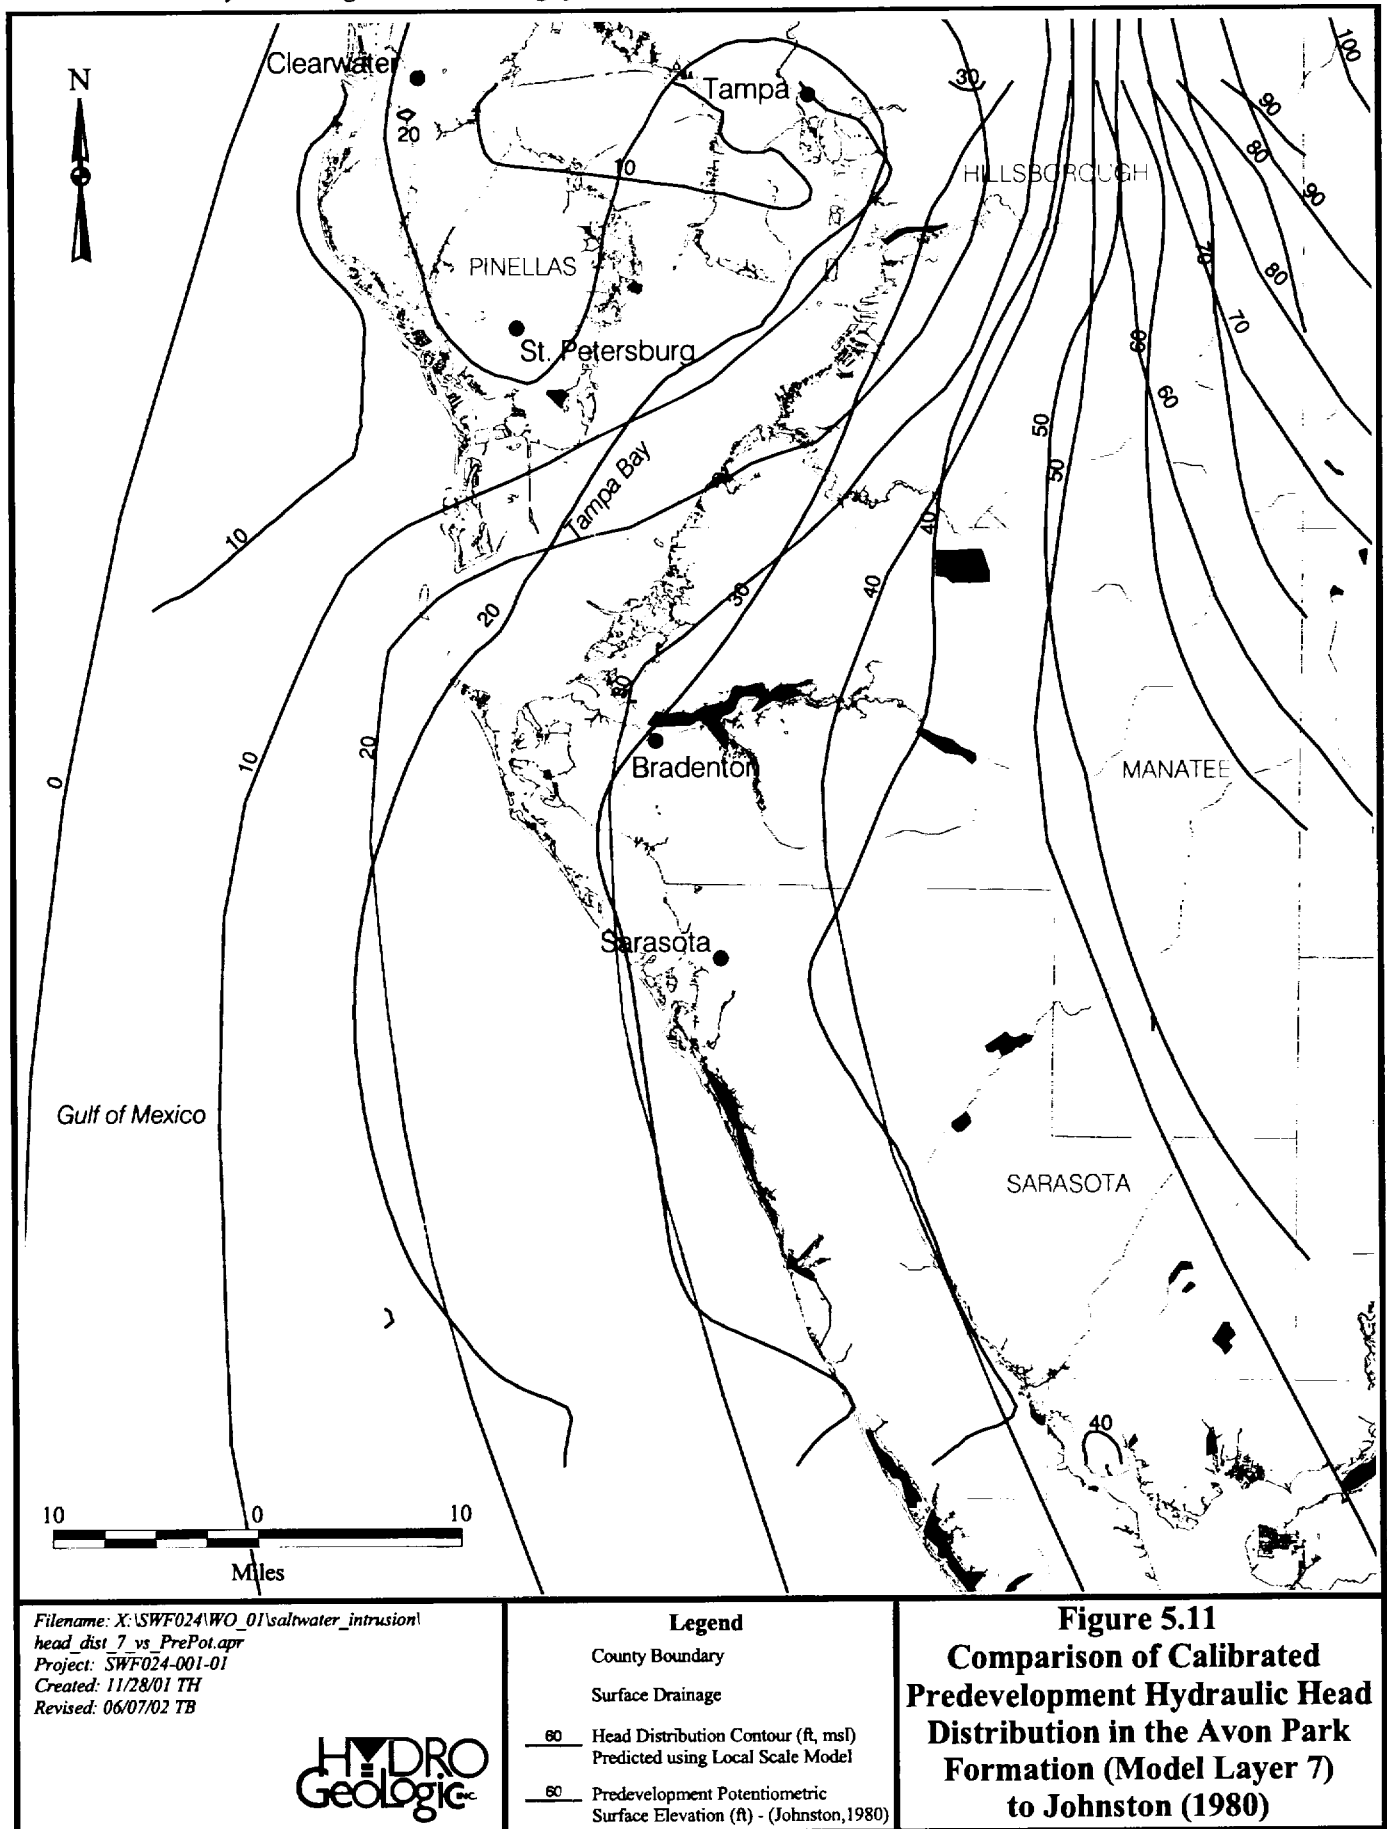 Clearwater
N
Tampa
30
100
20
90
10
HILLSBOROUGH
80
90
PINELLAS
70
80
St. Petersburg
70
60
60
50
50
Tampa Bay
10
40
30
40
20
30
20
10
0
Bradenton
MANATEE
Sarasota
Gulf of Mexico
SARASOTA
40
10 0 10
Miles
Filename: X:\SWF024\WO_01\saltwater_intrusion\
head_dist_7_vs_PrePot.apr
Project: SWF024-001-01
Created: 11/28/01 TH
Revised: 06/07/02 TB
HYDRO
GeoLogic INC.
Legend
County Boundary
Surface Drainage
60 Head Distribution Contour (ft, msl)
Predicted using Local Scale Model
60 Predevelopment Potentiometric
Surface Elevation (ft) - (Johnston,1980)
Figure 5.11
Comparison of Calibrated
Predevelopment Hydraulic Head
Distribution in the Avon Park
Formation (Model Layer 7)
to Johnston (1980)